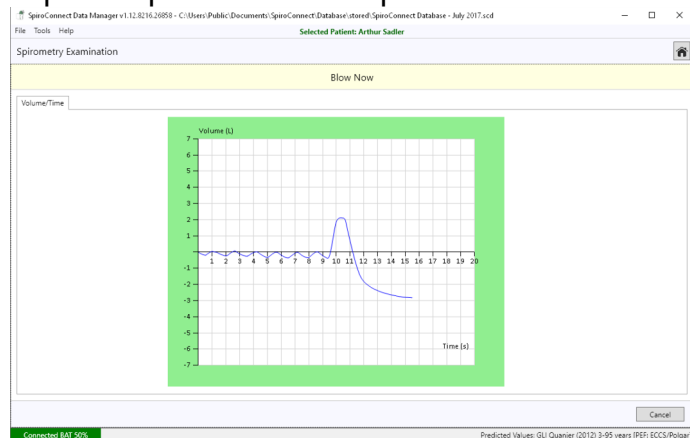 SpiroConnect Data Manager v1.12.8216.26858 - C:\Users\Public\Documents\SpiroConnect\Database\stored\SpiroConnect Database - July 2017.scd
File Tools Help
Selected Patient: Arthur Sadler
Spirometry Examination
Blow Now
Volume/Time
Volume (L)
7
6
5
4
3
2
1
1 2 3 4 5 6 7 8 9 10 11 12 13 14 15 16 17 18 19 20
-1
-2
-3
-4
-5
-6
Time (s)
-7
Cancel
Connected BAT 50%
Predicted Values: GLI Quanjer (2012) 3-95 years [PEF: ECCS/Polgar]